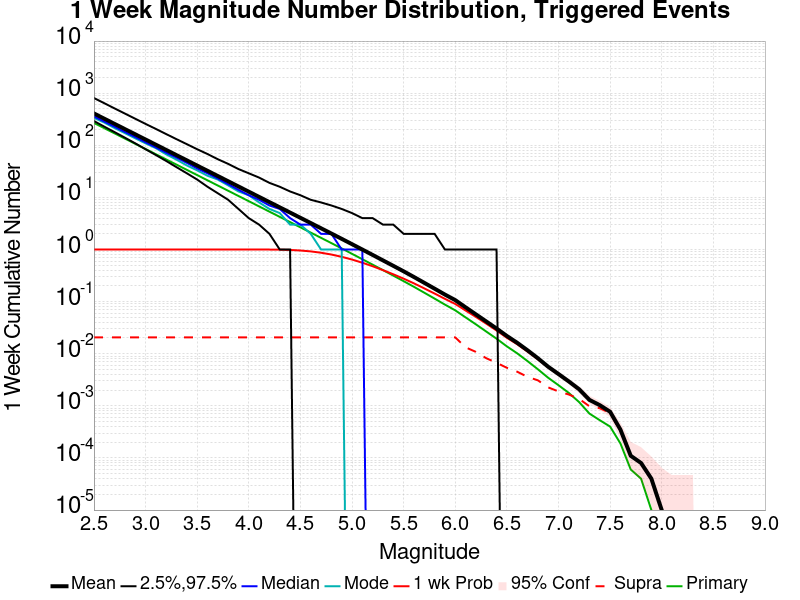 1 Week Magnitude Number Distribution, Triggered Events
1 Week Cumulative Number
10^4
10^3
10^2
10^1
10^0
10^-1
10^-2
10^-3
10^-4
10^-5
2.5 3.0 3.5 4.0 4.5 5.0 5.5 6.0 6.5 7.0 7.5 8.0 8.5 9.0
Magnitude
Mean 2.5%,97.5% Median Mode 1 wk Prob 95% Conf Supra Primary